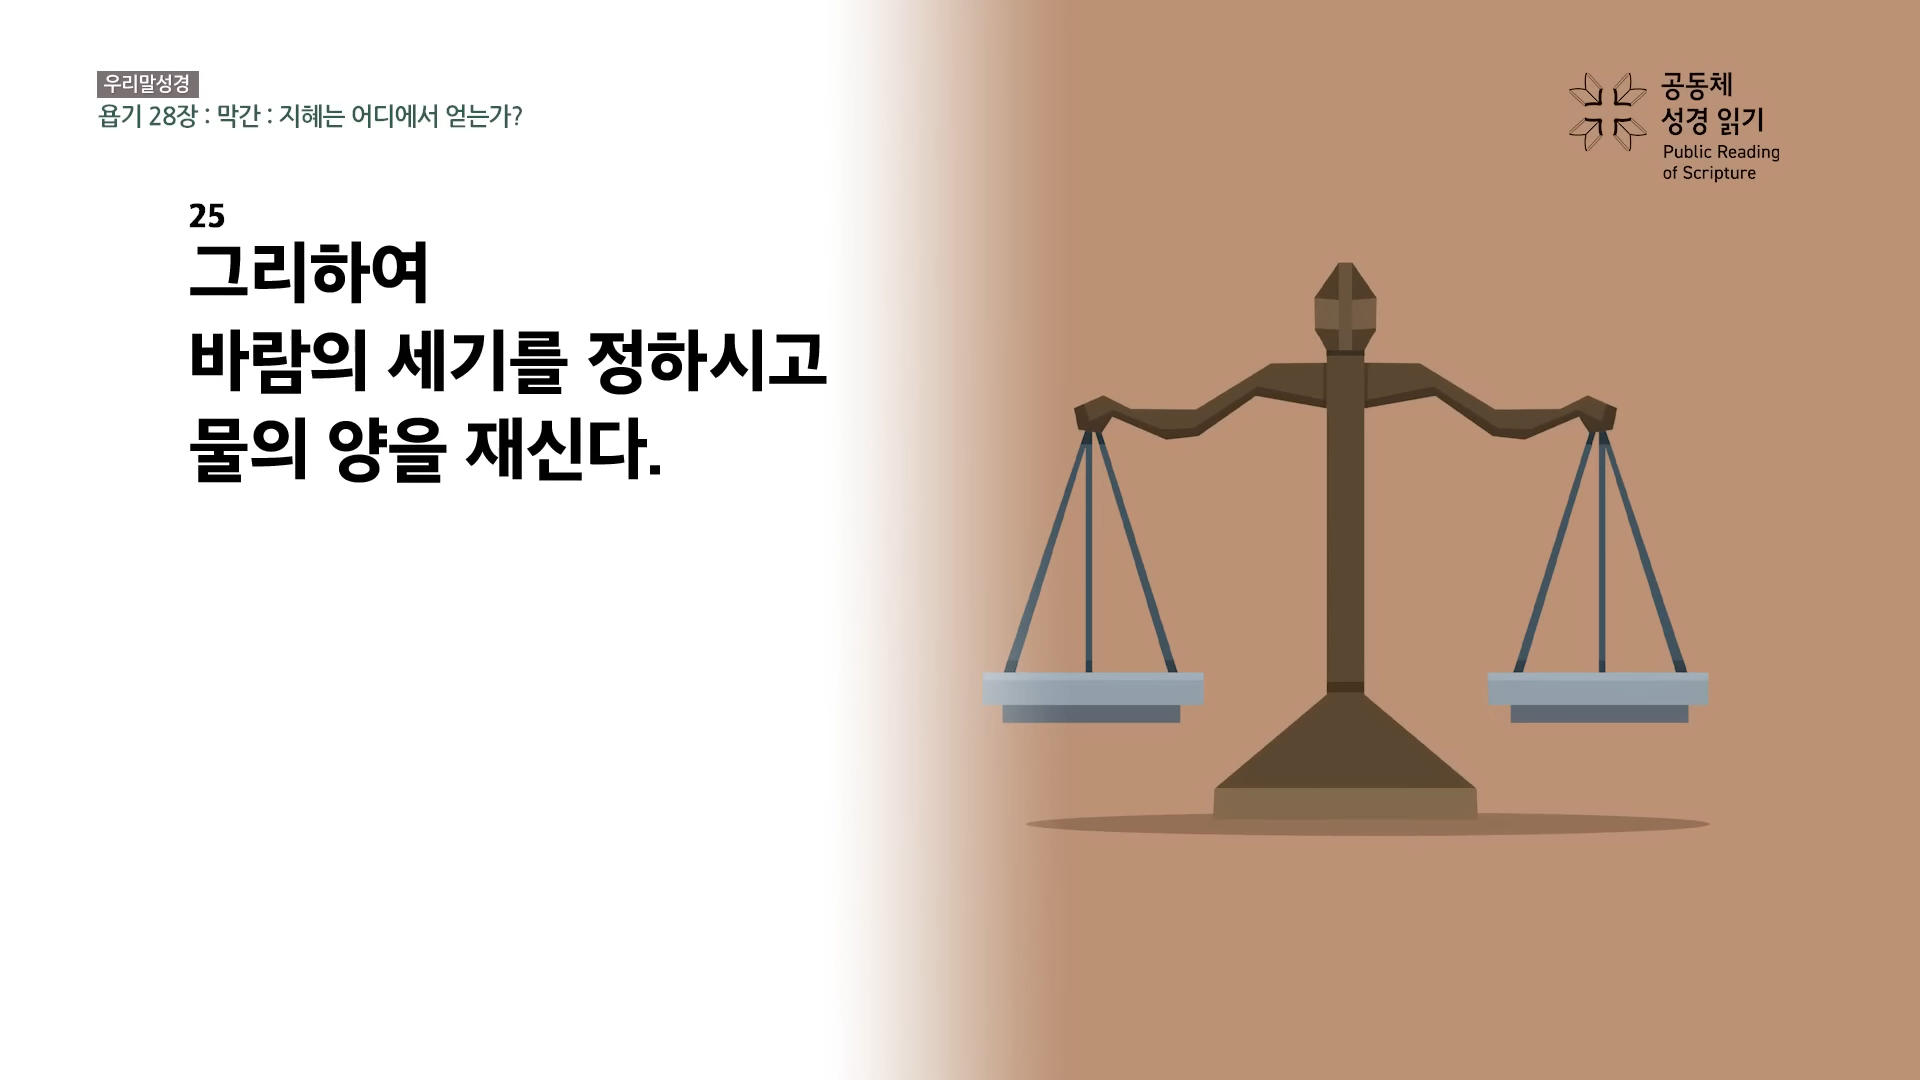 우리말성경
욥기 28장 : 막간 : 지혜는 어디에서 얻는가?
공동체
성경 읽기
Public Reading
of Scripture
25
그리하여
바람의 세기를 정하시고
물의 양을 재신다.